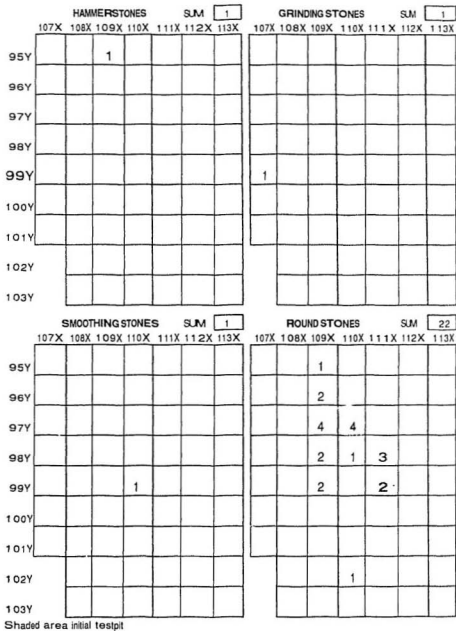 HAMMERSTONES SUM 1
107X 108X 109X 110X 111X 112X 113X
95Y 1
96Y
97Y
98Y
99Y
100Y
101Y
102Y
103Y
GRINDING STONES SUM 1
107X 108X 109X 110X 111X 112X 113X
1
SMOOTHING STONES SUM 1
107X 108X 109X 110X 111X 112X 113X
95Y
96Y
97Y
98Y
99Y 1
100Y
101Y
102Y
103Y
ROUND STONES SUM 22
107X 108X 109X 110X 111X 112X 113X
1
2
4 4
2 1 3
2 2
1
Shaded area initial testpit